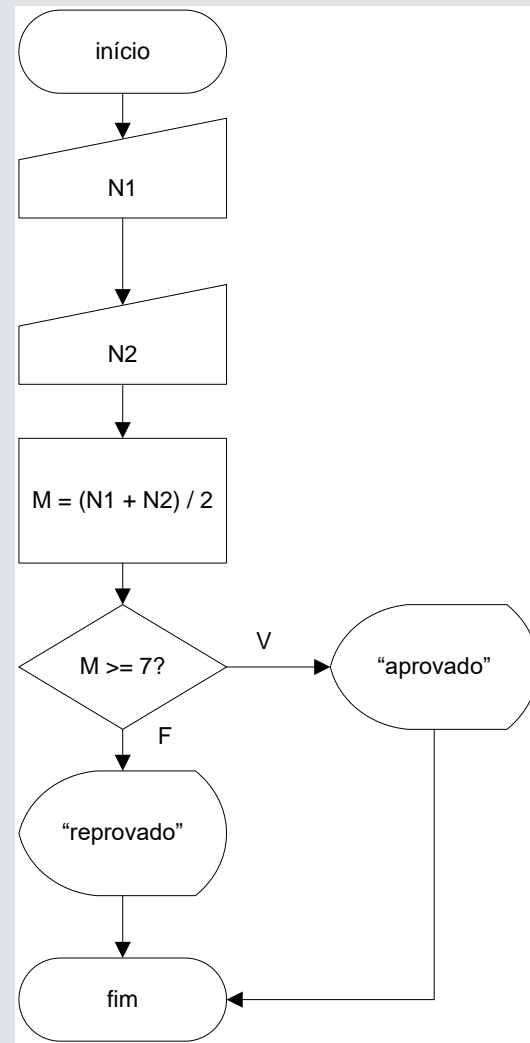 início
N1
N2
M = (N1 + N2) / 2
M >= 7?
V
“aprovado”
F
“reprovado”
fim